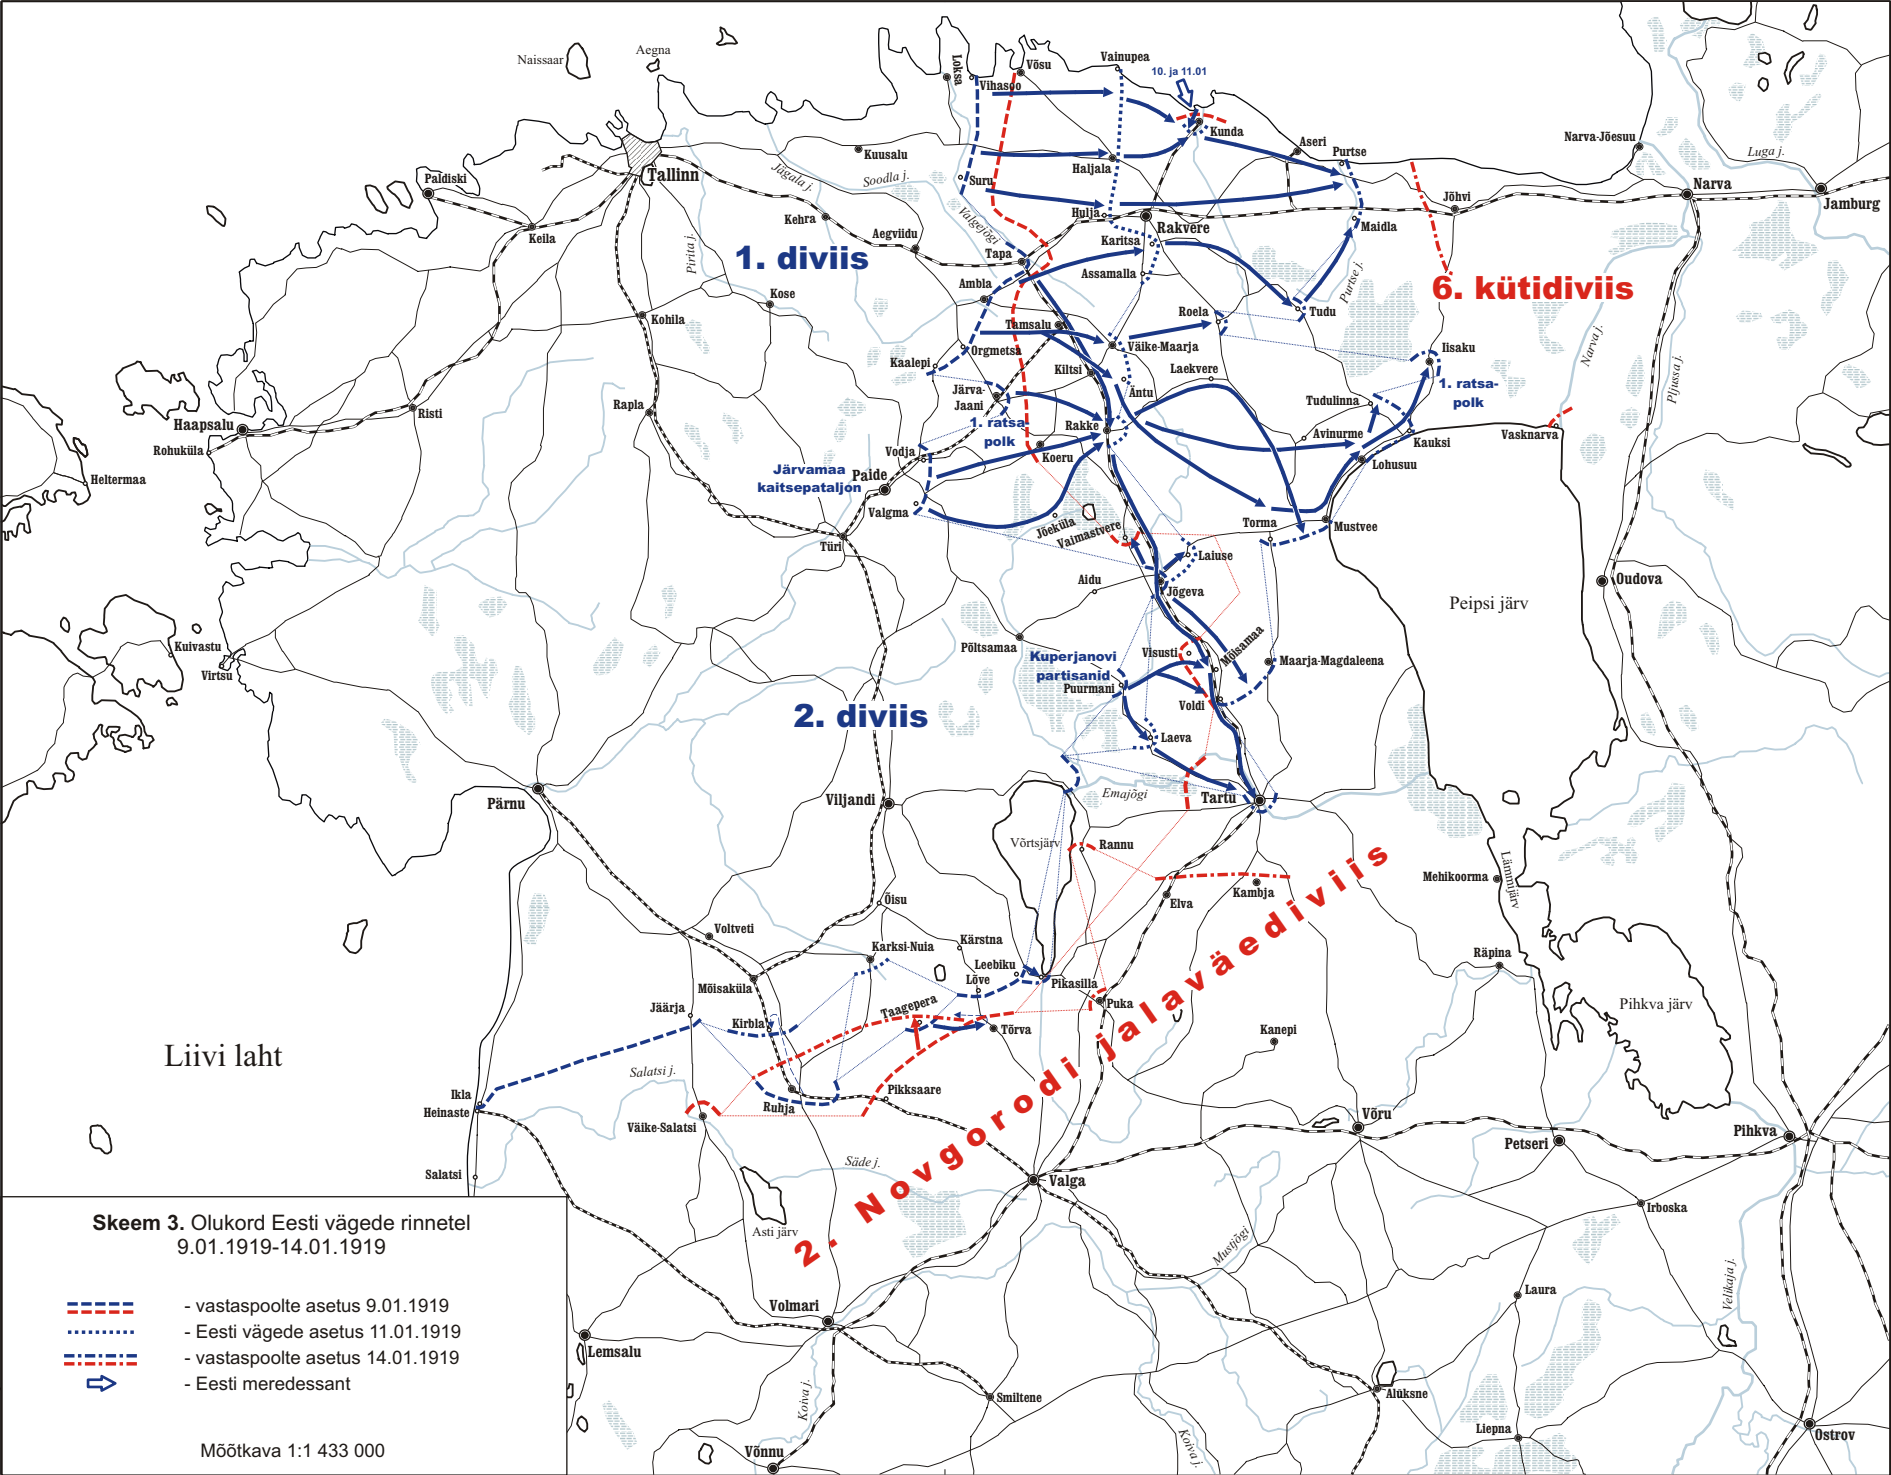 Naissaar
Aegna
Loksa
Vihasoo
Võsu
Vainupea
10. ja 11.01
Kunda
Aseri
Purtse
Narva-Jõesuu
Luga j.
Kuusalu
Haljala
Tallinn
Jägala j.
Soodla j.
Suru
Paldiski
Narva
Jamburg
Jõhvi
Kehra
Valgejõgi
Hulja
Rakvere
Maidla
Keila
Aegviidu
Karitsa
Pirita j.
1. diviis
Tapa
Assamalla
Purtse j.
6. kütidiviis
Kose
Ambla
Roela
Tudu
Kohila
Tamsalu
Väike-Maarja
Narva j.
Iisaku
Orgmetsa
Kaalepi
Kiltsi
Laekvere
Pljussa j.
Järva-
Jaani
Äntu
Tudulinna
1. ratsa-
polk
Rapla
Risti
Haapsalu
1. ratsa
polk
Rakke
Avinurme
Vasknarva
Rohuküla
Vodja
Koeru
Kauksi
Lohusuu
Heltermaa
Järvamaa
kaitsepataljon
Paide
Valgma
Jõeküla
Vaimastvere
Torma
Mustvee
Türi
Laiuse
Aidu
Jõgeva
Oudova
Peipsi järv
Kuivastu
Virtsu
Põltsamaa
Kuperjanovi
partisanid
Visusti
Mõisamaa
Maarja-Magdaleena
Puurmani
Voldi
2. diviis
Laeva
Pärnu
Viljandi
Emajõgi
Tartu
Võrtsjärv
Rannu
Kambja
Mehikoorma
Lämmijärv
Elva
Õisu
Voltveti
Karksi-Nuia
Kärstna
Leebiku
Räpina
Mõisaküla
Lõve
Pikasilla
Puka
Jäärja
Kirbla
Taagepera
Tõrva
Kanepi
Pihkva järv
Liivi laht
Salatsi j.
Ikla
Heinaste
Ruhja
Pikksaare
Väike-Salatsi
Võru
Petseri
Pihkva
Säde j.
Salatsi
Valga
2. Novgorodi jalaväediviis
Irboska
Asti järv
Mustjõgi
Velikaja j.
Laura
Volmari
Lemsalu
Smiltene
Alüksne
Koiva j.
Koiva j.
Liepna
Ostrov
Võnnu
Skeem 3. Olukord Eesti vägede rinnetel
9.01.1919-14.01.1919
- vastaspoolte asetus 9.01.1919
- Eesti vägede asetus 11.01.1919
- vastaspoolte asetus 14.01.1919
- Eesti meredessant
Mõõtkava 1:1 433 000